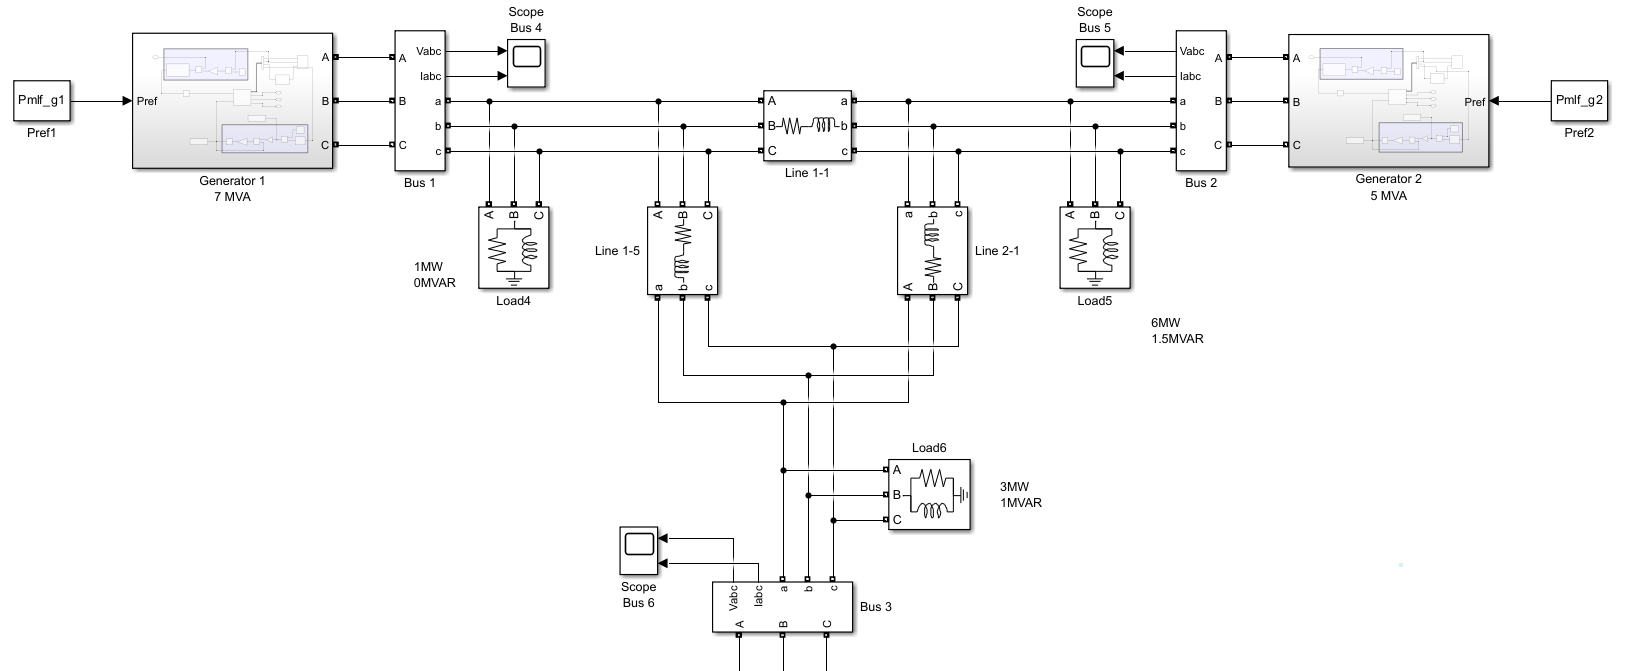 Scope
Bus 4
Scope
Bus 5
Pmlf_g1
Pref1
Pref
A
B
C
Generator 1
7 MVA
A
B
C
Vabc
Iabc
a
b
c
Bus 1
A
B
C
a
b
c
Line 1-1
Vabc
Iabc
a
b
c
A
B
C
Bus 2
A
B
C
Pref
Generator 2
5 MVA
Pmlf_g2
Pref2
A B C
1MW
0MVAR
Load4
A B C
Line 1-5
a b c
a b c
Line 2-1
A B C
A B C
Load5
6MW
1.5MVAR
Load6
A
B
C
3MW
1MVAR
Scope
Bus 6
Vabc Iabc a b c
Bus 3
A B C